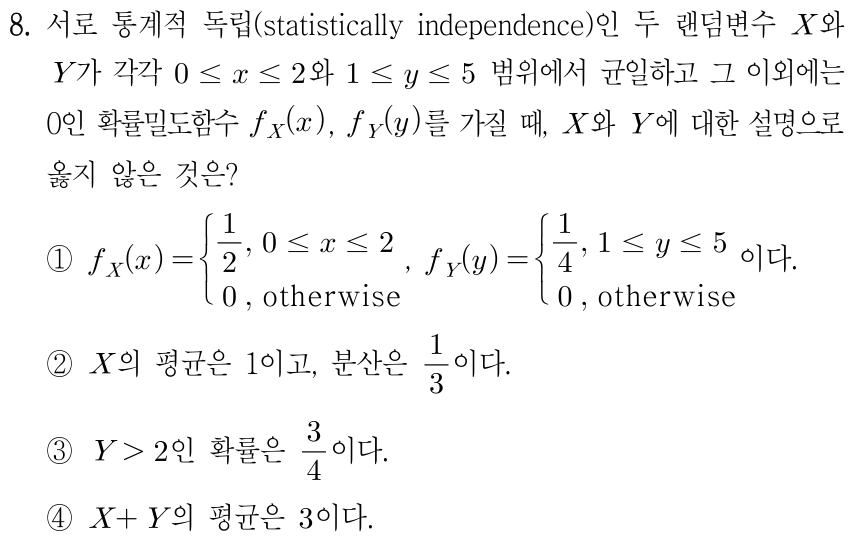 8. 서로 통계적 독립(statistically independence)인 두 랜덤변수 X와
Y가 각각 0 ≤ x ≤ 2와 1 ≤ y ≤ 5 범위에서 균일하고 그 이외에는
0인 확률밀도함수 f_X(x), f_Y(y)를 가질 때, X와 Y에 대한 설명으로
옳지 않은 것은?
① f_X(x) = { 1/2, 0 ≤ x ≤ 2 ; 0 , otherwise , f_Y(y) = { 1/4, 1 ≤ y ≤ 5 ; 0 , otherwise 이다.
② X의 평균은 1이고, 분산은 1/3이다.
③ Y > 2인 확률은 3/4이다.
④ X + Y의 평균은 3이다.